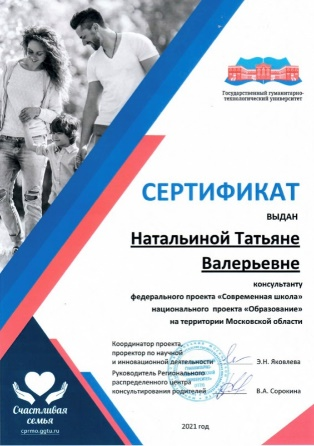 Государственный гуманитарно-
технологический университет
СЕРТИФИКАТ
ВЫДАН
Натальиной Татьяне
Валерьевне
консультанту
федерального проекта «Современная школа»
национального проекта «Образование»
на территории Московской области
Координатор проекта,
проректор по научной
и инновационной деятельности
Э.Н. Яковлева
Руководитель Регионального
распределенного центра
консультирования родителей
В.А. Сорокина
Счастливая
семья
cprmo.ggtu.ru
2021 год